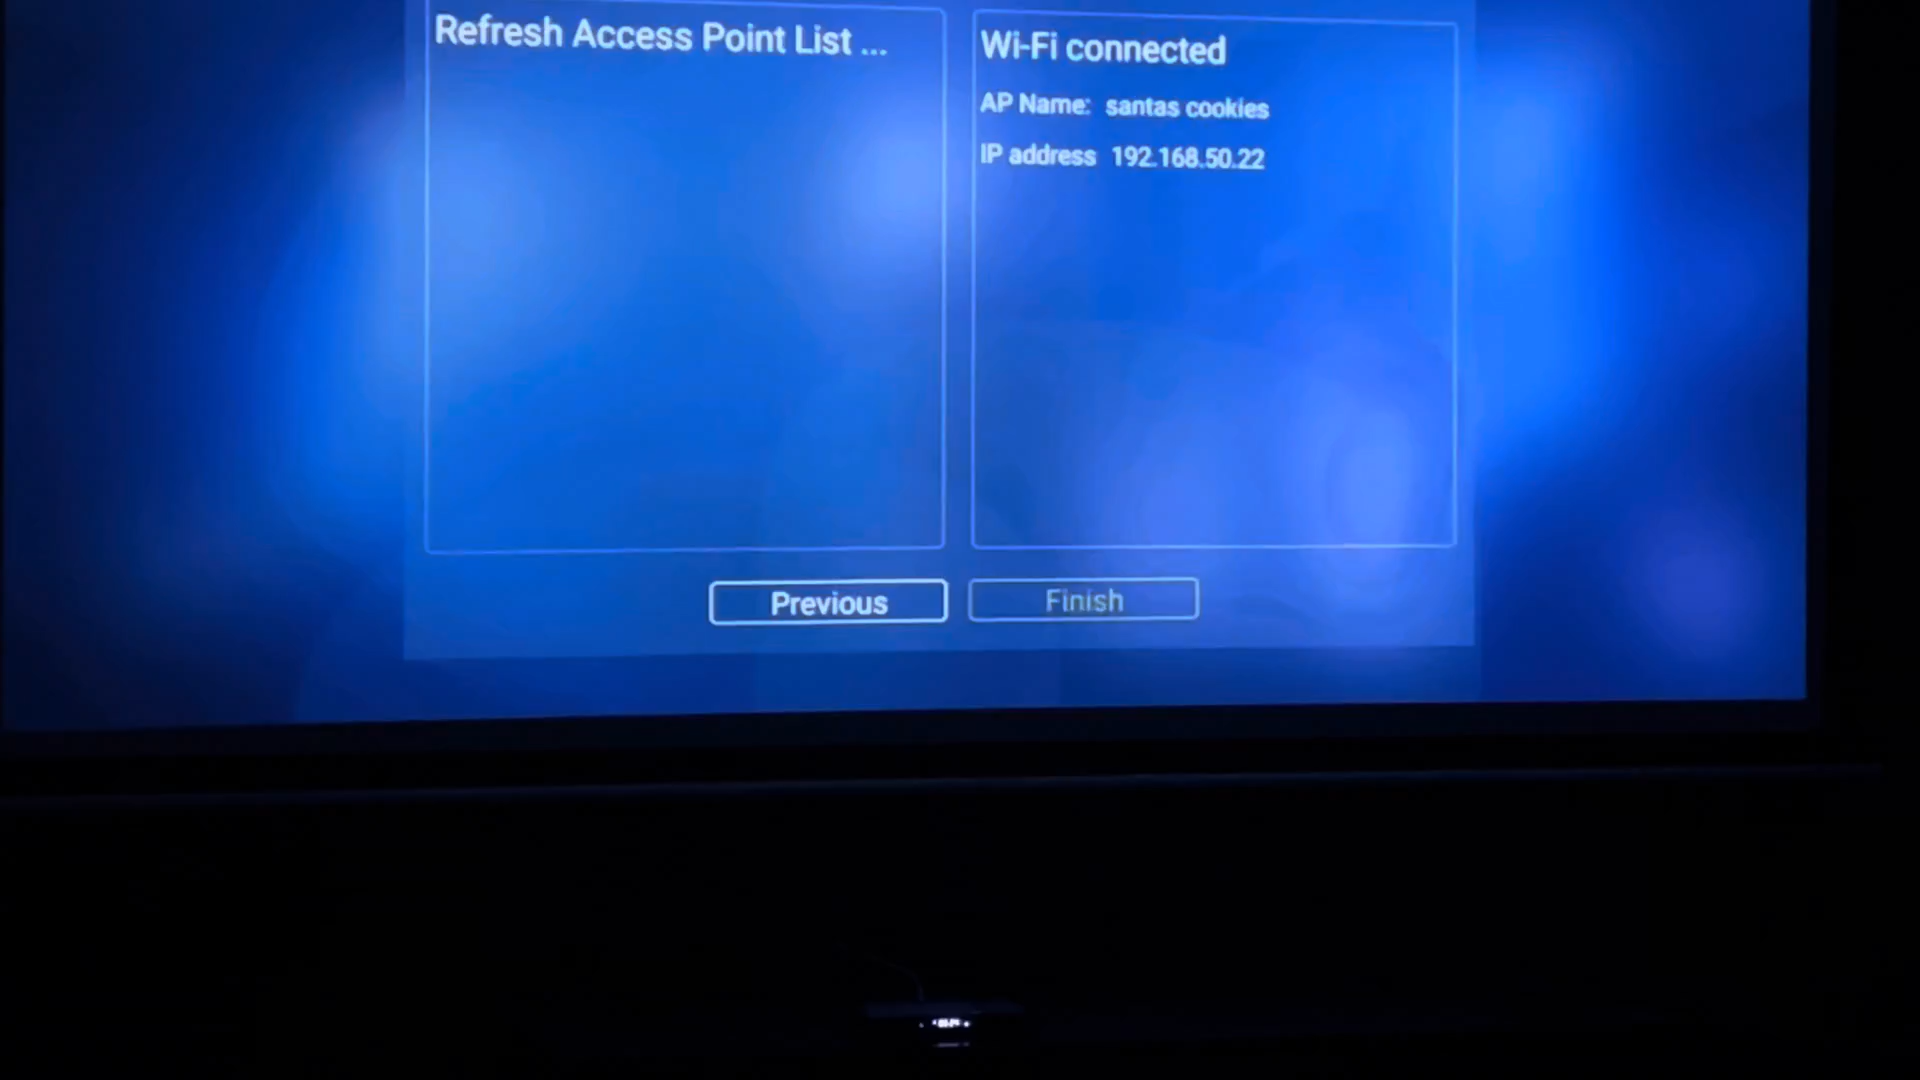 Refresh Access Point List ...
Wi-Fi connected
AP Name: santas cookies
IP address 192.168.50.22
Previous
Finish